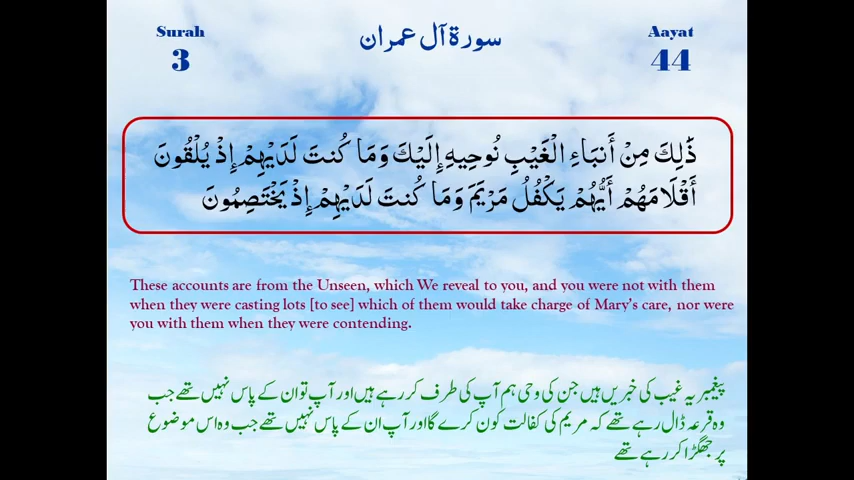 Surah
3
سورة آل عمران
Aayat
44
ذَٰلِكَ مِنْ أَنبَاءِ الْغَيْبِ نُوحِيهِ إِلَيْكَ وَمَا كُنتَ لَدَيْهِمْ إِذْ يُلْقُونَ
أَقْلَامَهُمْ أَيُّهُمْ يَكْفُلُ مَرْيَمَ وَمَا كُنتَ لَدَيْهِمْ إِذْ يَخْتَصِمُونَ
These accounts are from the Unseen, which We reveal to you, and you were not with them
when they were casting lots [to see] which of them would take charge of Mary's care, nor were
you with them when they were contending.
پیغمبر یہ غیب کی خبریں ہیں جن کی وحی ہم آپ کی طرف کر رہے ہیں اور آپ تو ان کے پاس نہیں تھے جب
وہ قرعہ ڈال رہے تھے کہ مریم کی کفالت کون کرے گا اور آپ ان کے پاس نہیں تھے جب وہ اس موضوع
پر جھگڑا کر رہے تھے